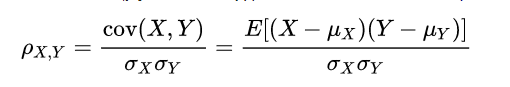 ρX,Y = cov(X, Y) / σXσY = E[(X − μX)(Y − μY)] / σXσY